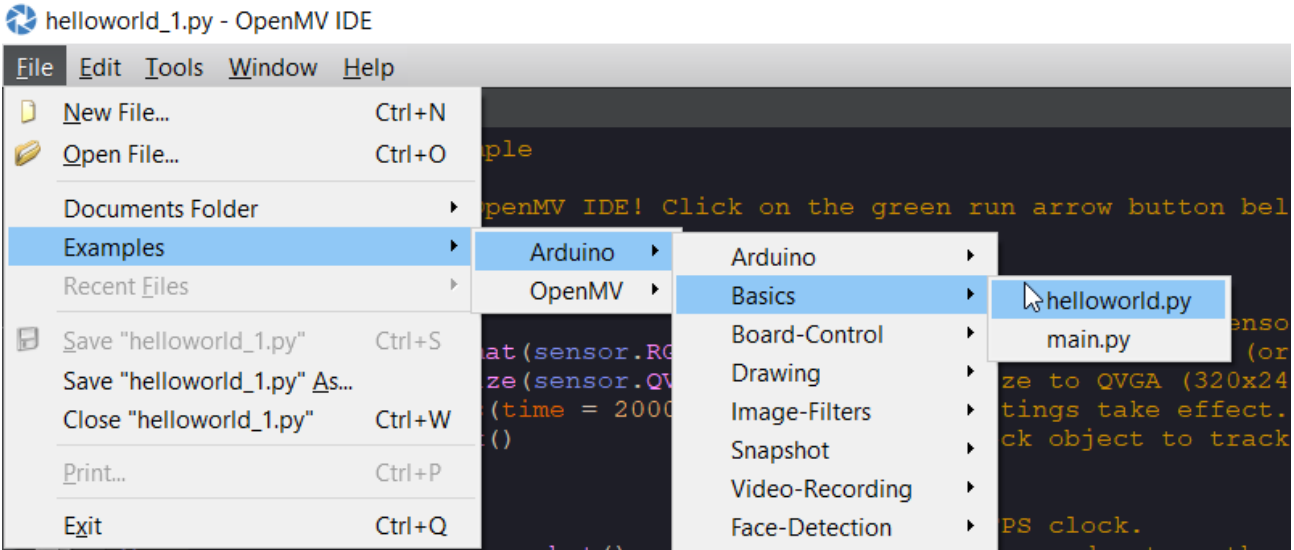 helloworld_1.py - OpenMV IDE
File Edit Tools Window Help
New File... Ctrl+N
Open File... Ctrl+O
Documents Folder
Examples
Recent Files
Save "helloworld_1.py" Ctrl+S
Save "helloworld_1.py" As...
Close "helloworld_1.py" Ctrl+W
Print... Ctrl+P
Exit Ctrl+Q
Arduino
OpenMV
Arduino
Basics
Board-Control
Drawing
Image-Filters
Snapshot
Video-Recording
Face-Detection
helloworld.py
main.py
ple
penMV IDE! Click on the green run arrow button bel
enso
at(sensor.RG (or
ze(sensor.QV ze to QVGA (320x24
(time = 2000 tings take effect.
() ck object to track
PS clock.